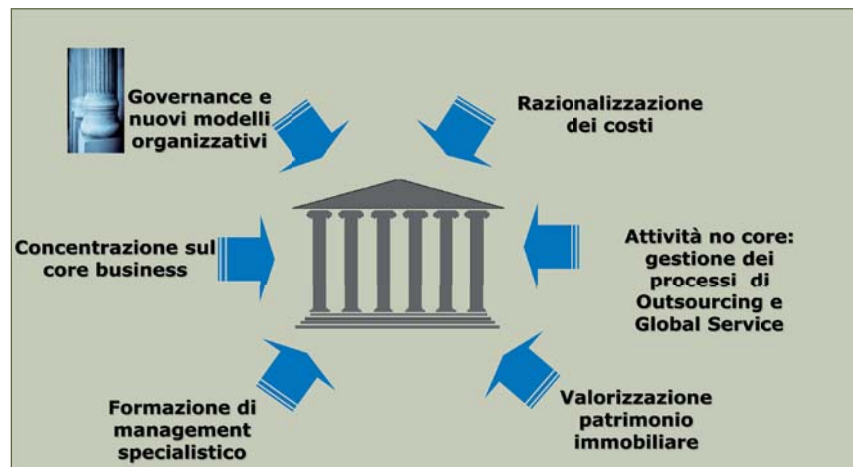 Governance e
nuovi modelli
organizzativi
Razionalizzazione
dei costi
Concentrazione sul
core business
Attività no core:
gestione dei
processi di
Outsourcing e
Global Service
Formazione di
management
specialistico
Valorizzazione
patrimonio
immobiliare